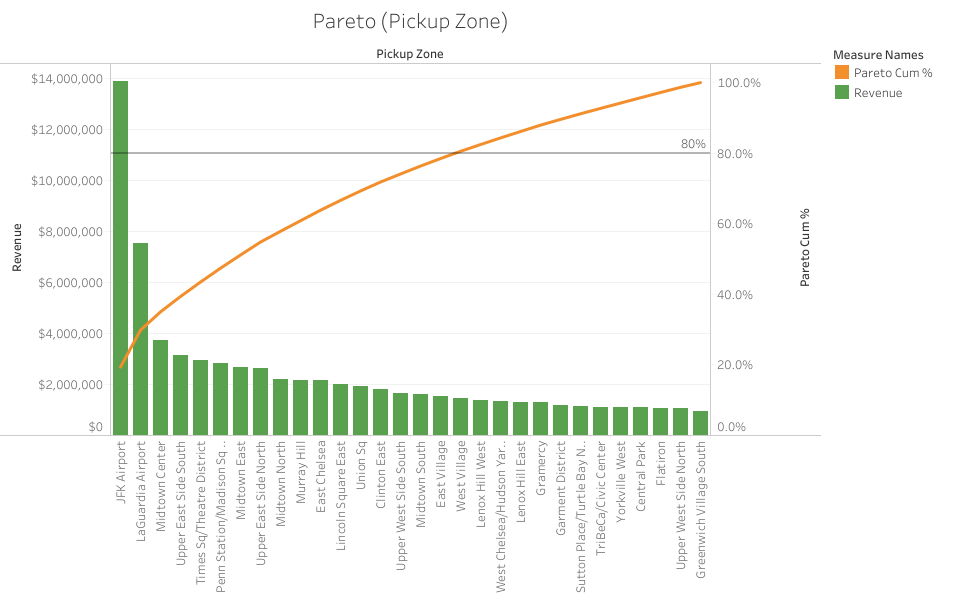 Pareto (Pickup Zone)
Pickup Zone
Measure Names
Pareto Cum %
Revenue
Revenue
$14,000,000
$12,000,000
$10,000,000
$8,000,000
$6,000,000
$4,000,000
$2,000,000
$0
80%
100.0%
80.0%
60.0%
40.0%
20.0%
0.0%
Pareto Cum %
JFK Airport
LaGuardia Airport
Midtown Center
Upper East Side South
Times Sq/Theatre District
Penn Station/Madison Sq ..
Midtown East
Upper East Side North
Midtown North
Murray Hill
East Chelsea
Lincoln Square East
Union Sq
Clinton East
Upper West Side South
Midtown South
East Village
West Village
Lenox Hill West
West Chelsea/Hudson Yar..
Lenox Hill East
Gramercy
Garment District
Sutton Place/Turtle Bay N..
TriBeCa/Civic Center
Yorkville West
Central Park
Flatiron
Upper West Side North
Greenwich Village South